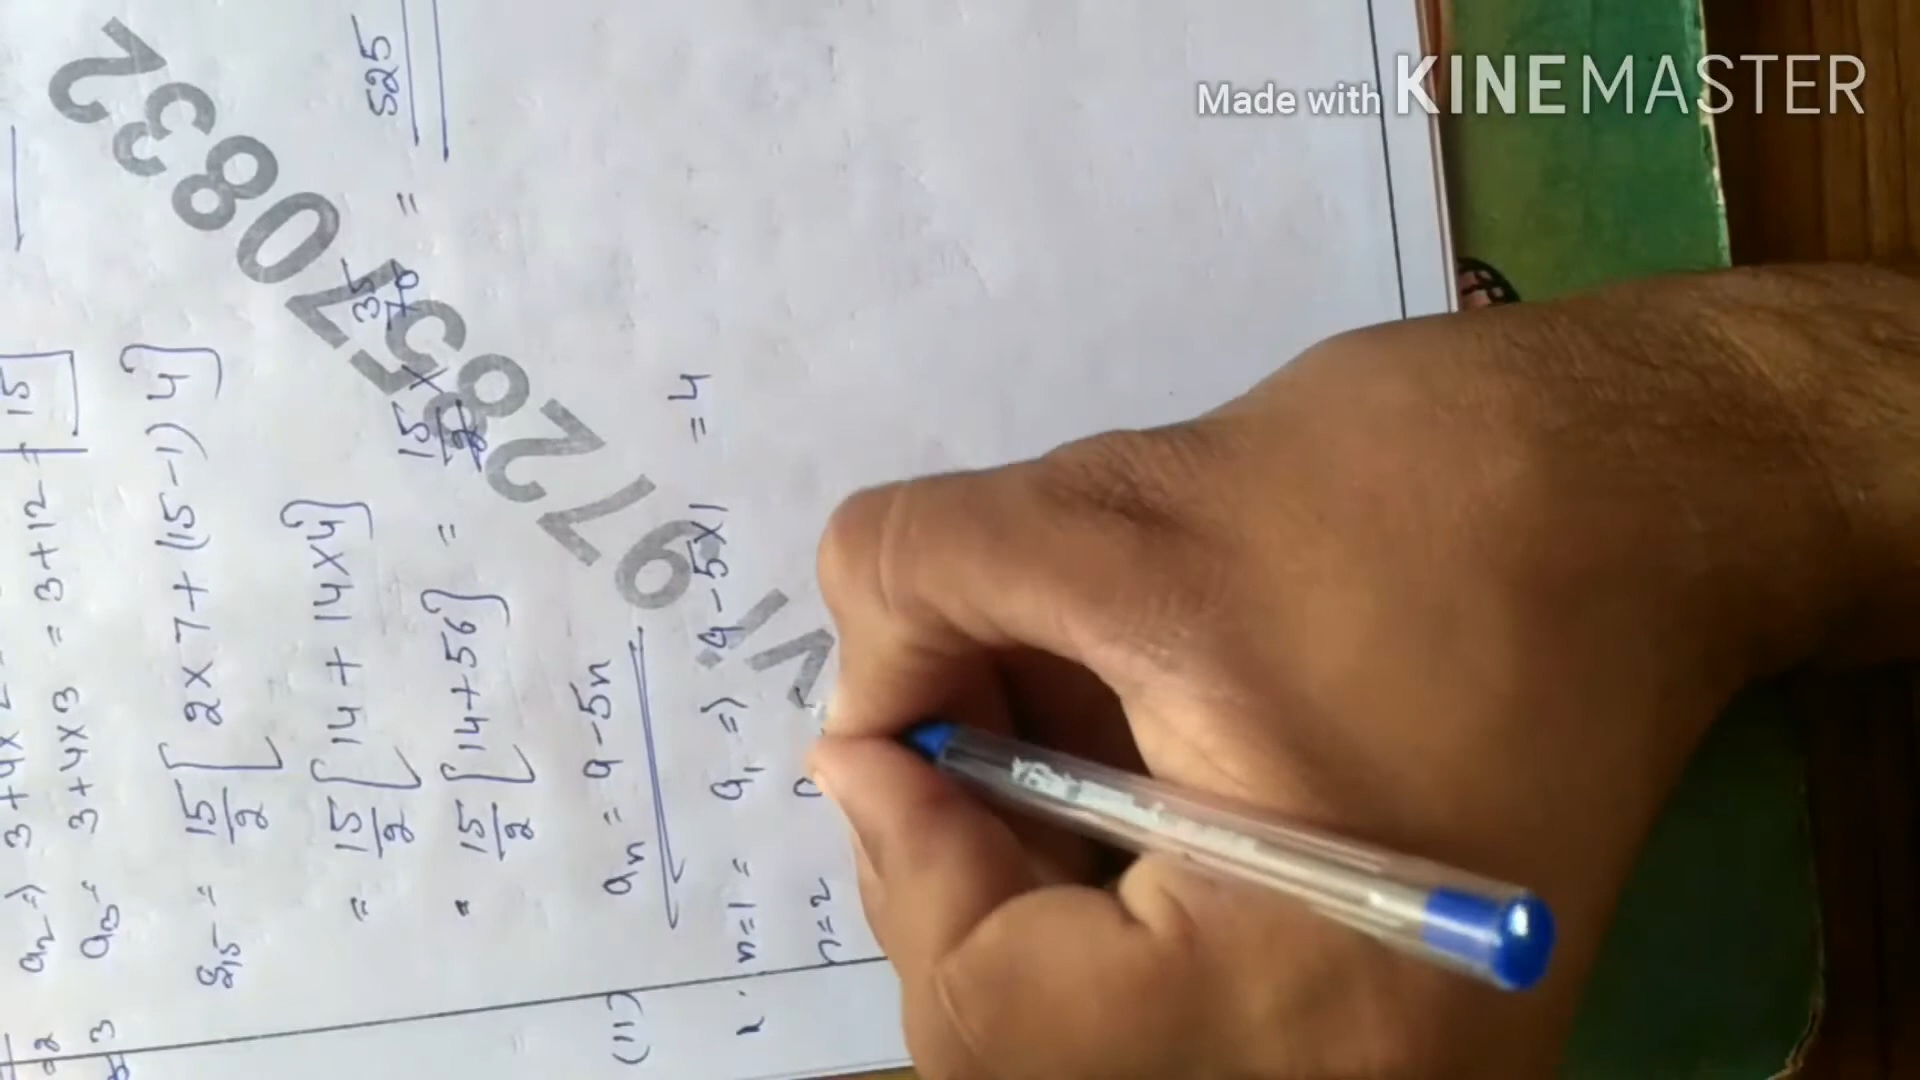 Made with KINEMASTER
a₂ ⇒ 3+4×
a₃ = 3+4×3 = 3+12 = 15
S₁₅ = 15/2 [2×7+(15-1)4]
= 15/2 [14+14×4]
= 15/2 [14+56] = 15/2 × 70 35 = 525
(11) aₙ = 9-5n
n=1 = a₁ ⇒ 9-5×1 = 4
n=2